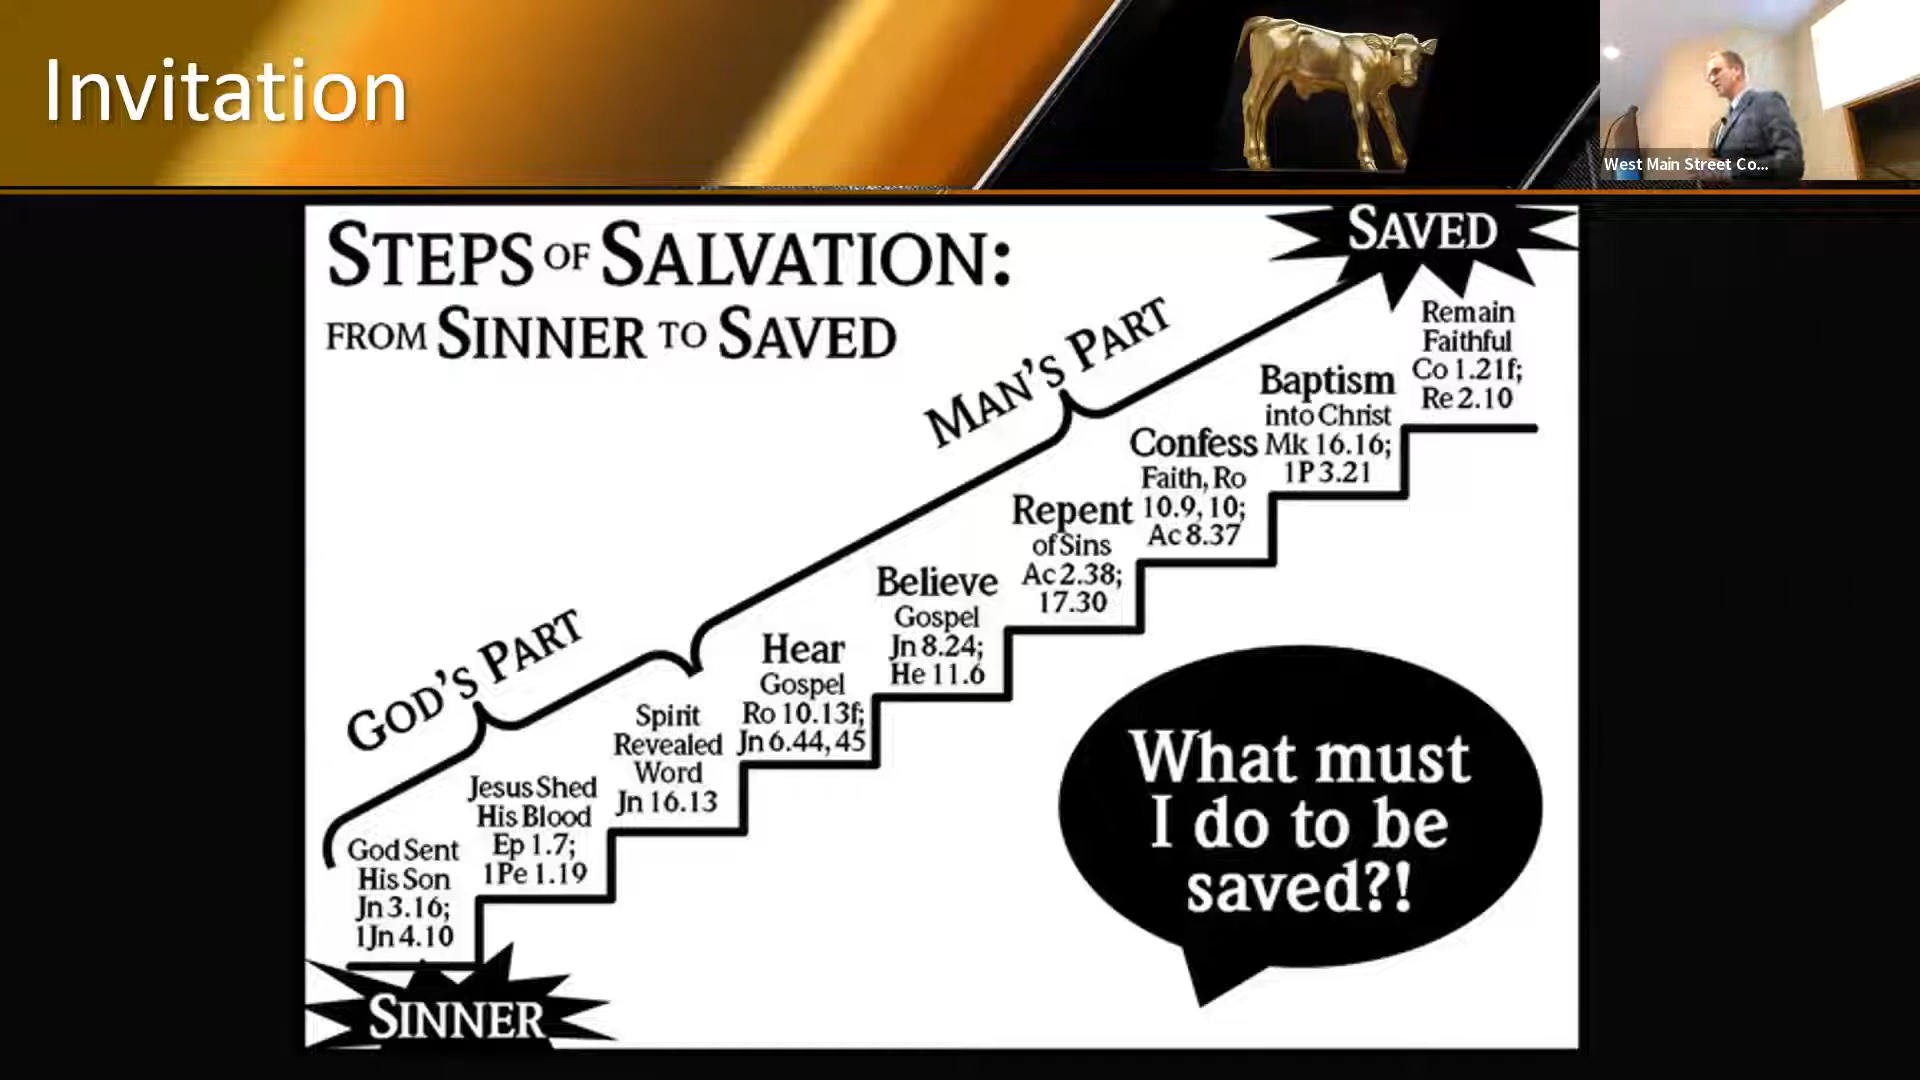 Invitation
West Main Street Co...
STEPS OF SALVATION:
FROM SINNER TO SAVED
SAVED
MAN'S PART
GOD'S PART
Remain
Faithful
Co 1.21f;
Re 2.10
Baptism
into Christ
Mk 16.16;
1P 3.21
Confess
Faith, Ro
10.9, 10;
Ac 8.37
Repent
of Sins
Ac 2.38;
17.30
Believe
Gospel
Jn 8.24;
He 11.6
Hear
Gospel
Ro 10.13f;
Jn 6.44, 45
Spirit
Revealed
Word
Jn 16.13
Jesus Shed
His Blood
Ep 1.7;
1Pe 1.19
God Sent
His Son
Jn 3.16;
1Jn 4.10
SINNER
What must
I do to be
saved?!